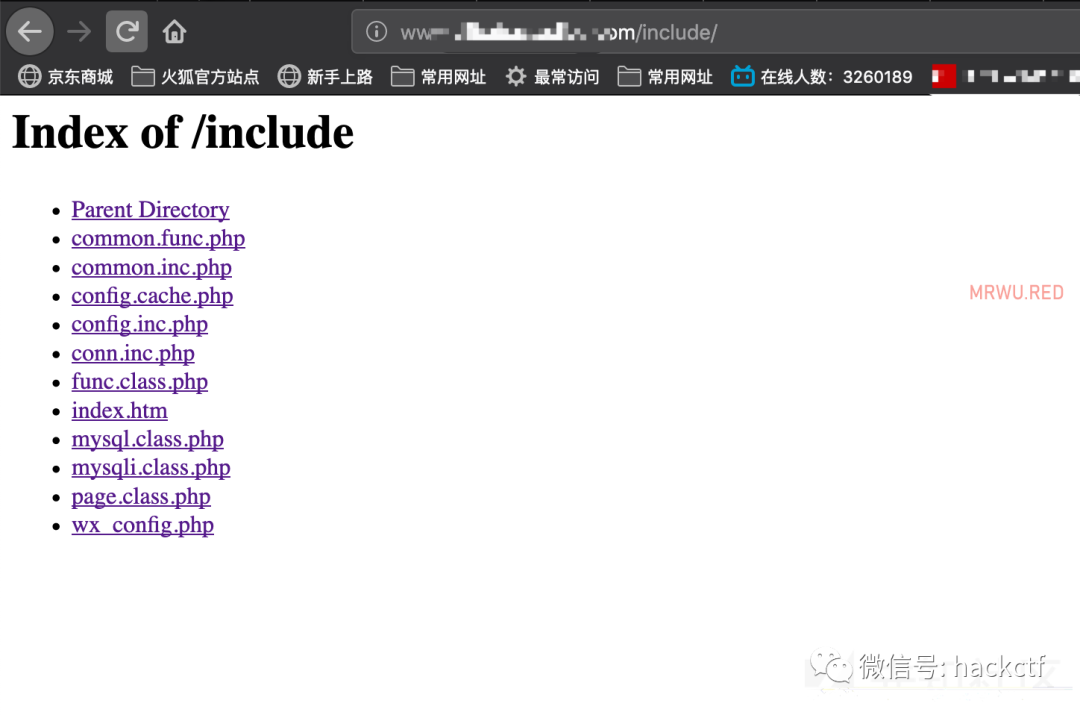 www om/include/
京东商城 火狐官方站点 新手上路 常用网址 最常访问 常用网址 在线人数：3260189
Index of /include
Parent Directory
common.func.php
common.inc.php
config.cache.php
MRWU.RED
config.inc.php
conn.inc.php
func.class.php
index.htm
mysql.class.php
mysqli.class.php
page.class.php
wx_config.php
微信号: hackctf